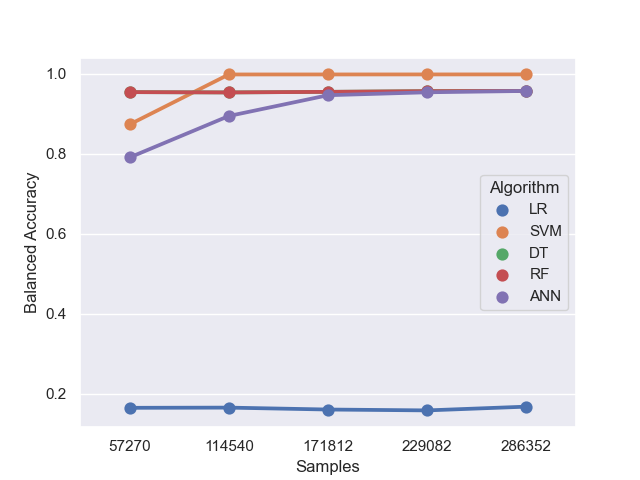 1.0
0.8
0.6
0.4
0.2
Balanced Accuracy
Algorithm
LR
SVM
DT
RF
ANN
57270 114540 171812 229082 286352
Samples